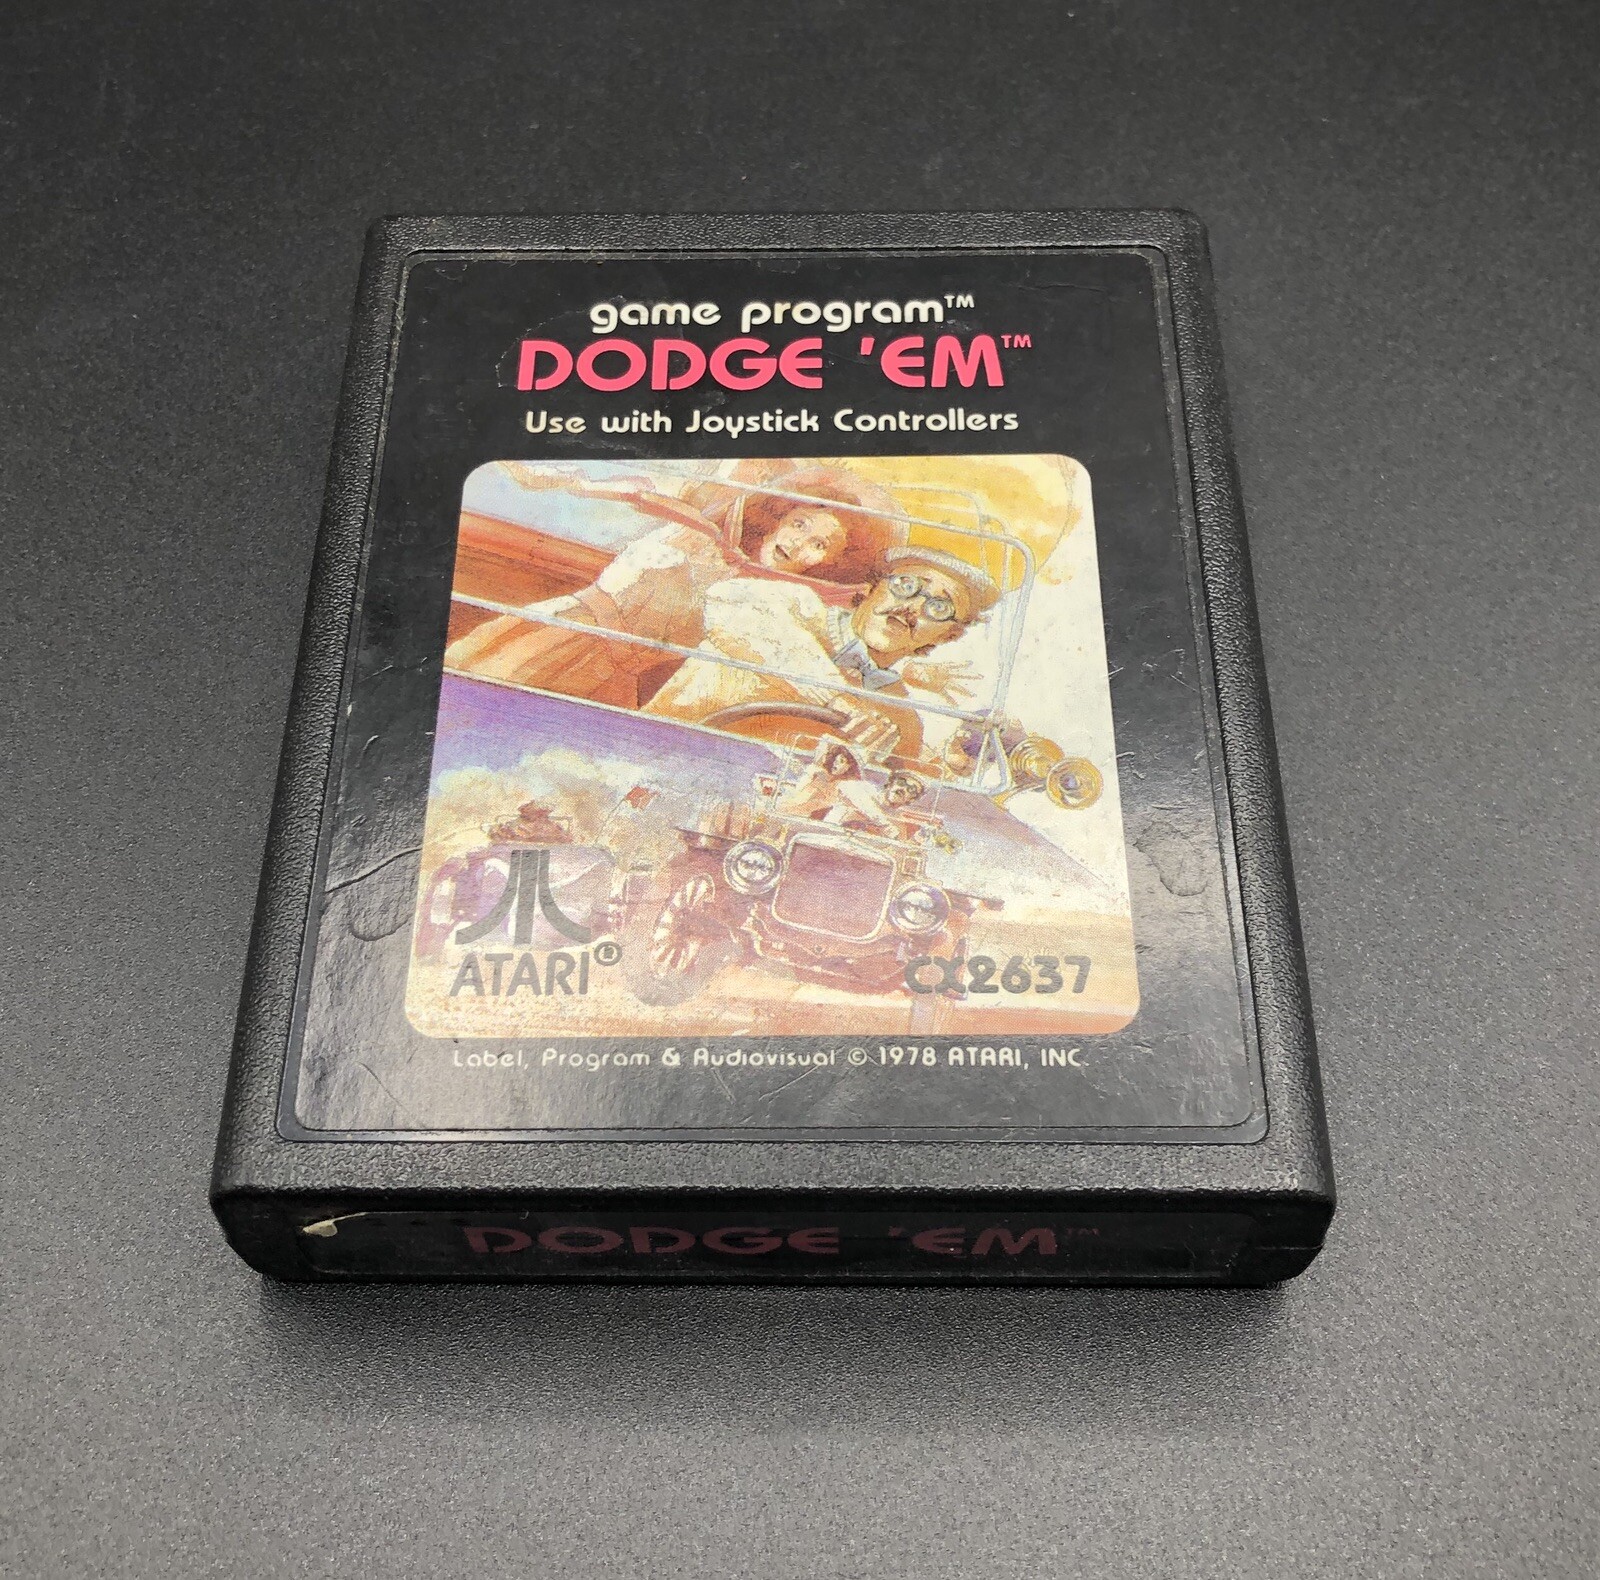 game program™
DODGE 'EM™
Use with Joystick Controllers
ATARI®
CX2637
Label, Program & Audiovisual © 1978 ATARI, INC.
DODGE 'EM™